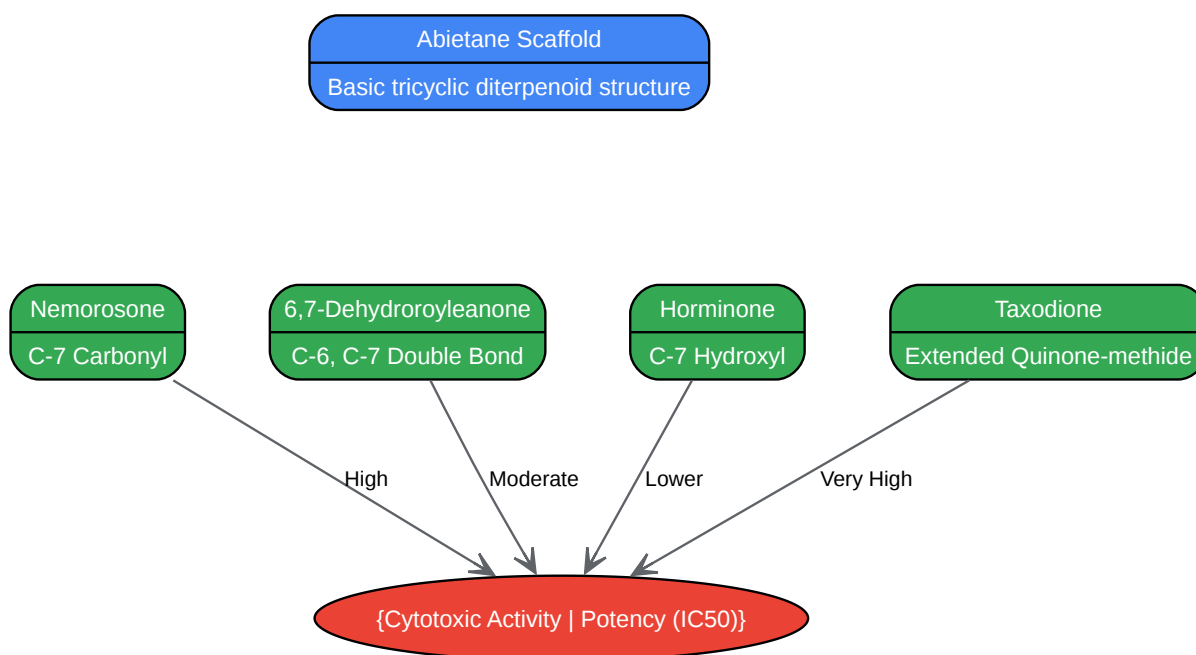 Abietane Scaffold
Basic tricyclic diterpenoid structure
Nemorosone
C-7 Carbonyl
6,7-Dehydroroyleanone
C-6, C-7 Double Bond
Horminone
C-7 Hydroxyl
Taxodione
Extended Quinone-methide
High
Moderate
Lower
Very High
{Cytotoxic Activity | Potency (IC50)}